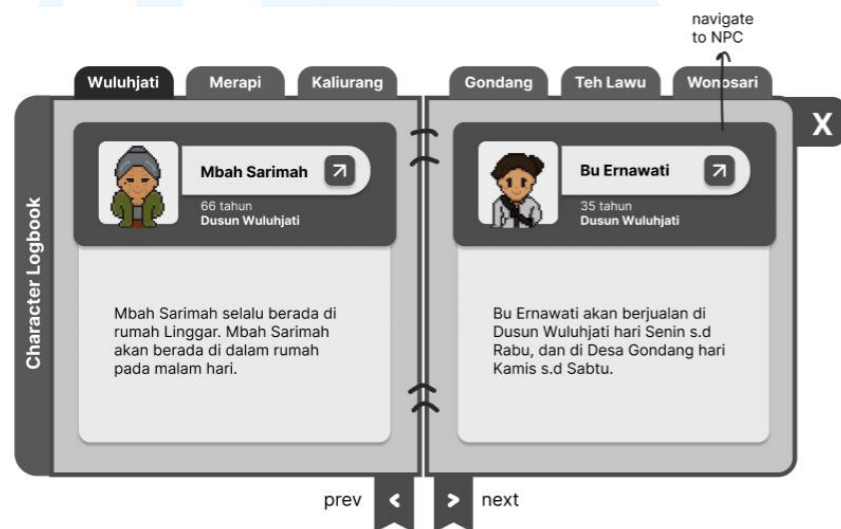 navigate
to NPC
Wuluhjati
Merapi
Kaliurang
Gondang
Teh Lawu
Wonosari
X
Character Logbook
Mbah Sarimah
66 tahun
Dusun Wuluhjati
Mbah Sarimah selalu berada di
rumah Linggar. Mbah Sarimah
akan berada di dalam rumah
pada malam hari.
Bu Ernawati
35 tahun
Dusun Wuluhjati
Bu Ernawati akan berjualan di
Dusun Wuluhjati hari Senin s.d
Rabu, dan di Desa Gondang hari
Kamis s.d Sabtu.
prev <
> next